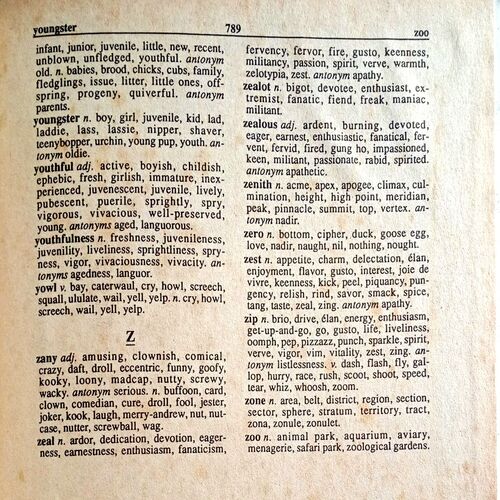 youngster 789 zoo
infant, junior, juvenile, little, new, recent,
unblown, unfledged, youthful. antonym
old. n. babies, brood, chicks, cubs, family,
fledglings, issue, litter, little ones, off-
spring, progeny, quiverful. antonym
parents.
youngster n. boy, girl, juvenile, kid, lad,
laddie, lass, lassie, nipper, shaver,
teenybopper, urchin, young pup, youth. an-
tonym oldie.
youthful adj. active, boyish, childish,
ephebic, fresh, girlish, immature, inex-
perienced, juvenescent, juvenile, lively,
pubescent, puerile, sprightly, spry,
vigorous, vivacious, well-preserved,
young. antonyms aged, languorous.
youthfulness n. freshness, juvenileness,
juvenility, liveliness, sprightliness, spry-
ness, vigor, vivaciousness, vivacity. an-
tonyms agedness, languor.
yowl v. bay, caterwaul, cry, howl, screech,
squall, ululate, wail, yell, yelp. n. cry, howl,
screech, wail, yell, yelp.
Z
zany adj. amusing, clownish, comical,
crazy, daft, droll, eccentric, funny, goofy,
kooky, loony, madcap, nutty, screwy,
wacky. antonym serious. n. buffoon, card,
clown, comedian, cure, droll, fool, jester,
joker, kook, laugh, merry-andrew, nut, nut-
case, nutter, screwball, wag.
zeal n. ardor, dedication, devotion, eager-
ness, earnestness, enthusiasm, fanaticism,
fervency, fervor, fire, gusto, keenness,
militancy, passion, spirit, verve, warmth,
zelotypia, zest. antonym apathy.
zealot n. bigot, devotee, enthusiast, ex-
tremist, fanatic, fiend, freak, maniac,
militant.
zealous adj. ardent, burning, devoted,
eager, earnest, enthusiastic, fanatical, fer-
vent, fervid, fired, gung ho, impassioned,
keen, militant, passionate, rabid, spirited.
antonym apathetic.
zenith n. acme, apex, apogee, climax, cul-
mination, height, high point, meridian,
peak, pinnacle, summit, top, vertex. an-
tonym nadir.
zero n. bottom, cipher, duck, goose egg,
love, nadir, naught, nil, nothing, nought.
zest n. appetite, charm, delectation, élan,
enjoyment, flavor, gusto, interest, joie de
vivre, keenness, kick, peel, piquancy, pun-
gency, relish, rind, savor, smack, spice,
tang, taste, zeal, zing. antonym apathy.
zip n. brio, drive, élan, energy, enthusiasm,
get-up-and-go, go, gusto, life, liveliness,
oomph, pep, pizzazz, punch, sparkle, spirit,
verve, vigor, vim, vitality, zest, zing. an-
tonym listlessness. v. dash, flash, fly, gal-
lop, hurry, race, rush, scoot, shoot, speed,
tear, whiz, whoosh, zoom.
zone n. area, belt, district, region, section,
sector, sphere, stratum, territory, tract,
zona, zonule, zonulet.
zoo n. animal park, aquarium, aviary,
menagerie, safari park, zoological gardens.